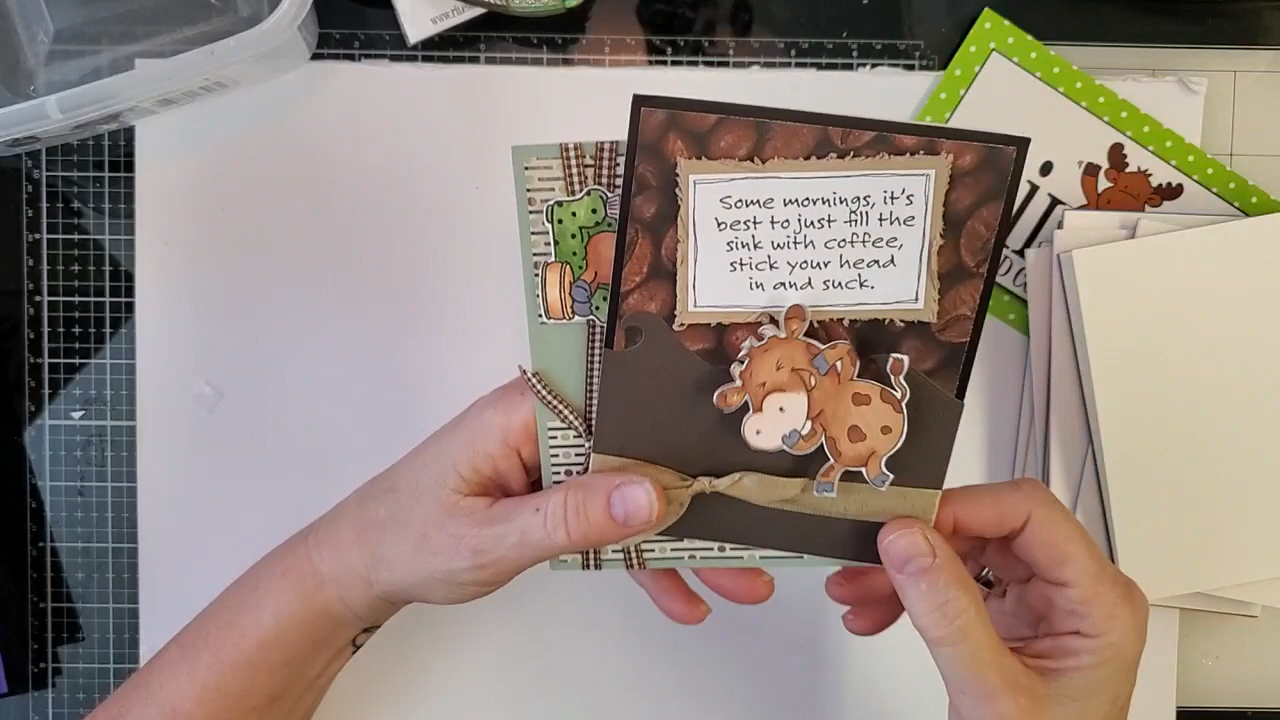 Some mornings, it's
best to just fill the
sink with coffee,
stick your head
in and suck.